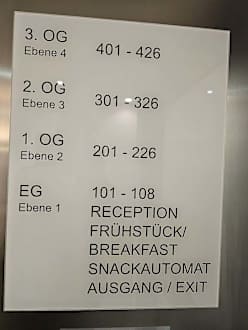 3. OG 401 - 426
Ebene 4
2. OG 301 - 326
Ebene 3
1. OG 201 - 226
Ebene 2
EG 101 - 108
Ebene 1 RECEPTION
FRÜHSTÜCK/
BREAKFAST
SNACKAUTOMAT
AUSGANG / EXIT